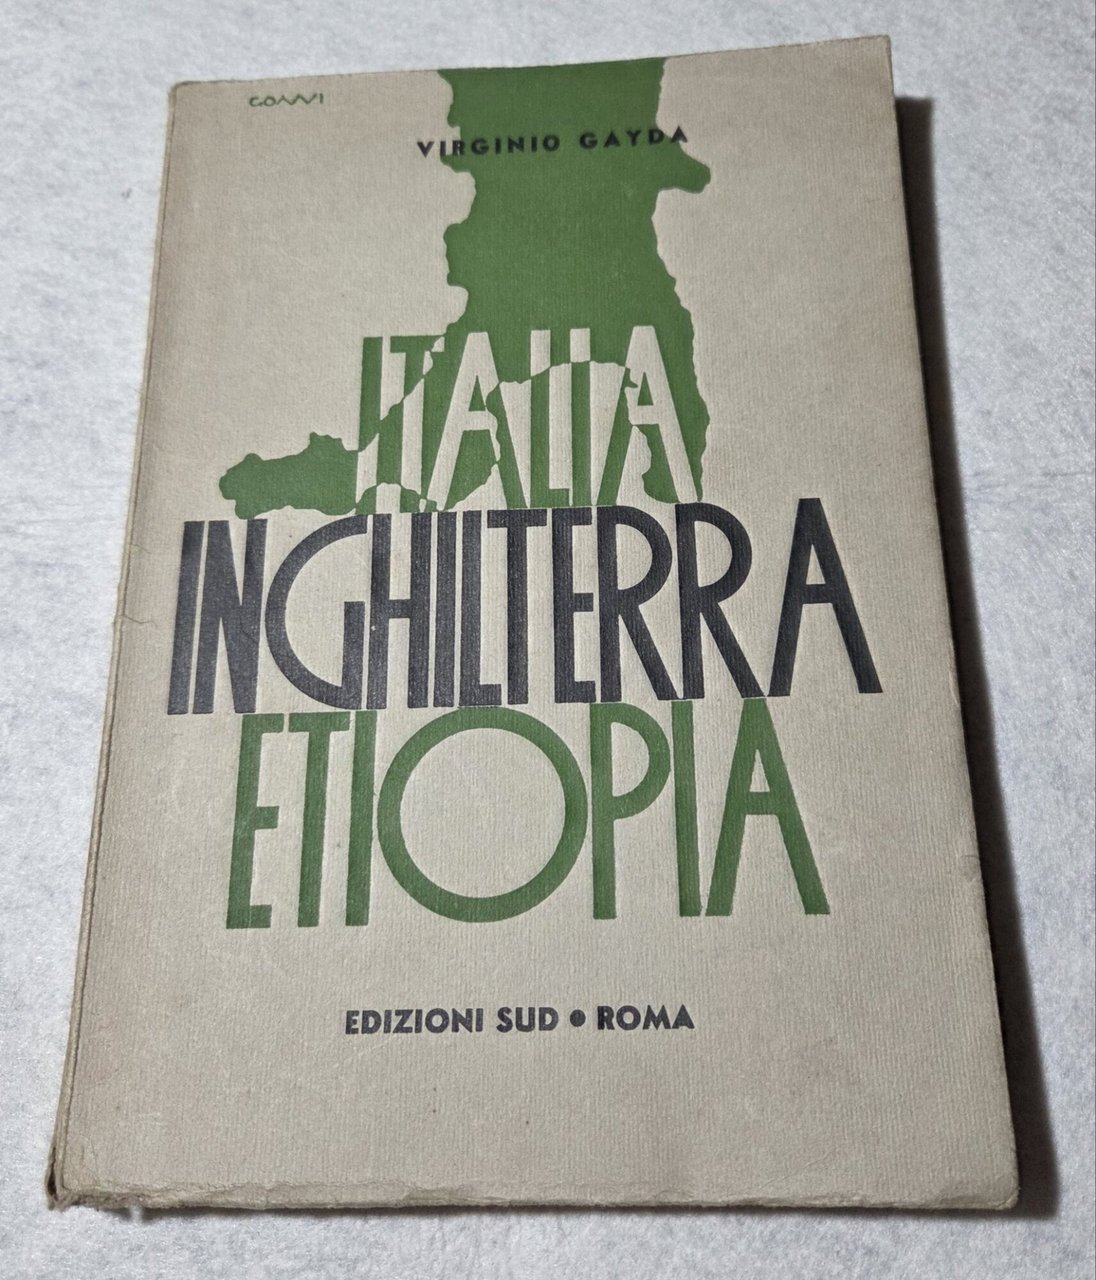 VIRGINIO GAYDA
ITALIA
INGHILTERRA
ETIOPIA
EDIZIONI SUD • ROMA